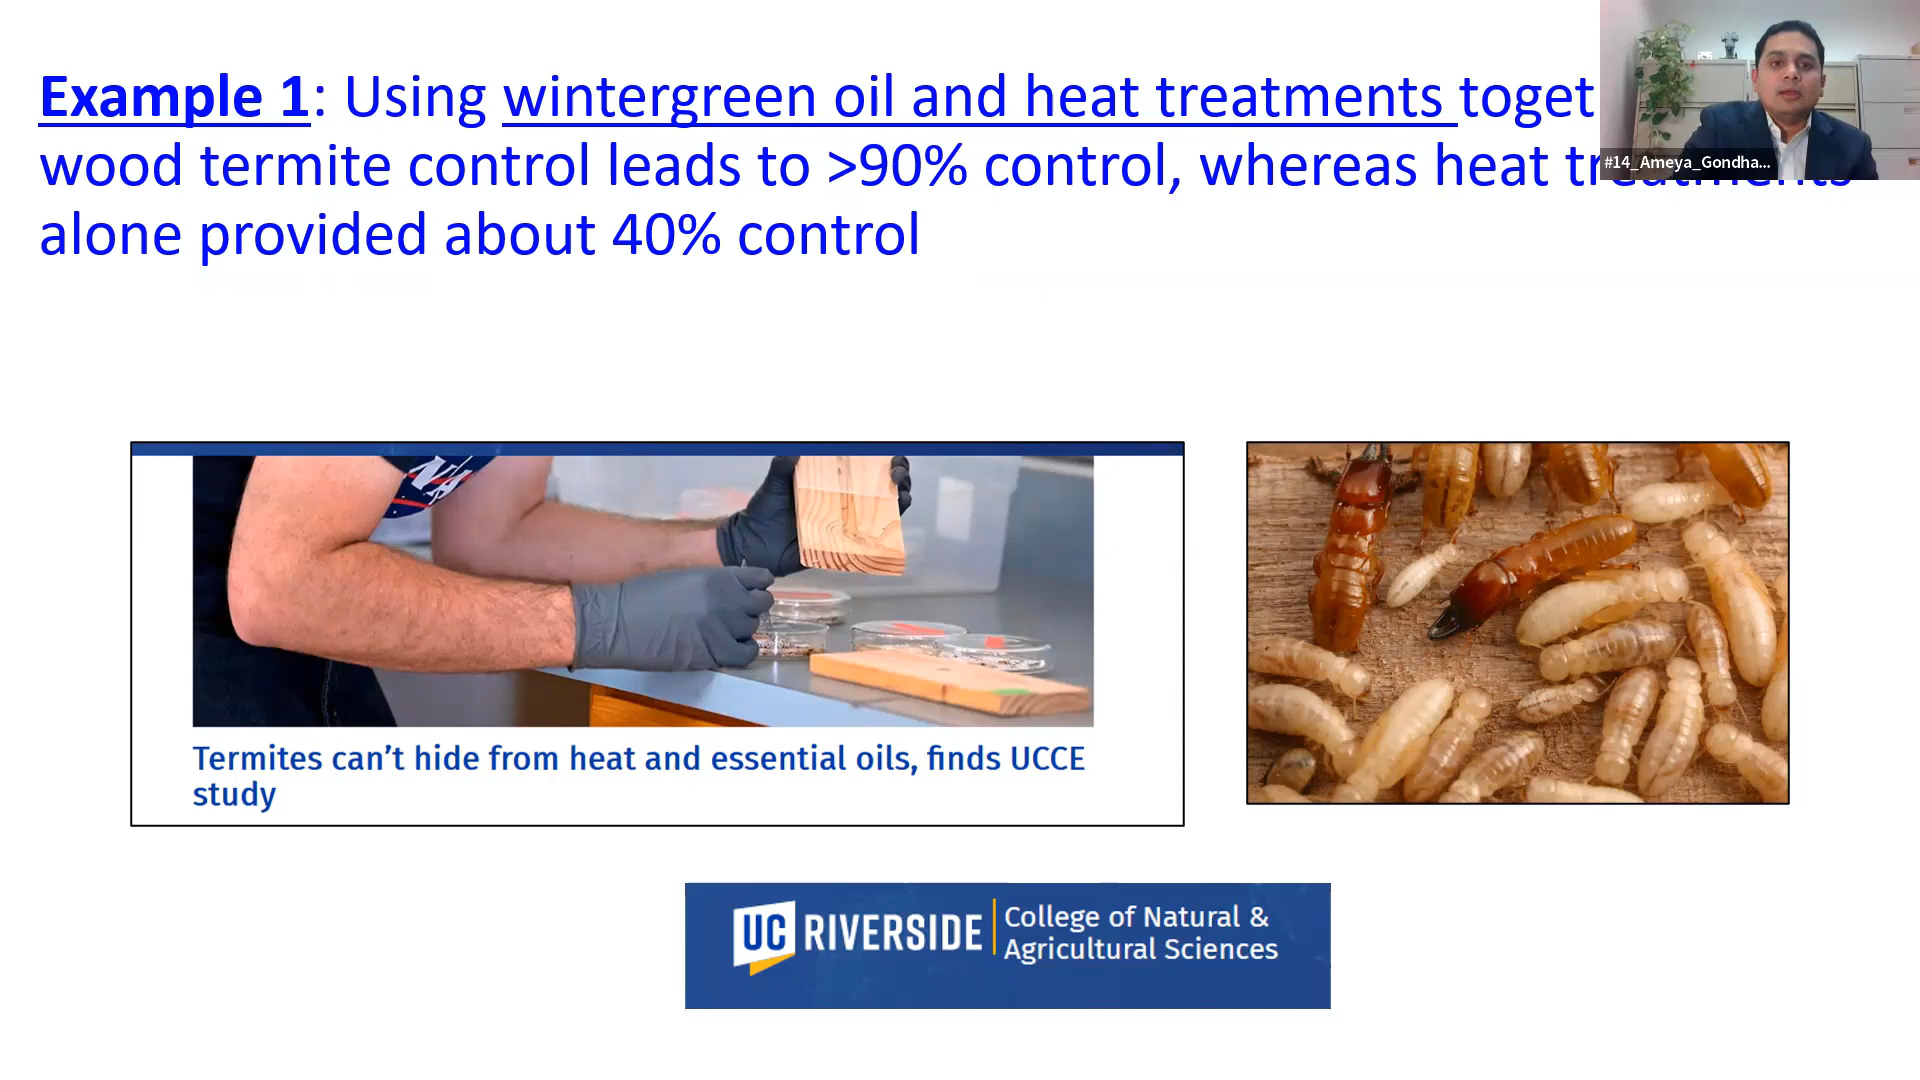 Example 1: Using wintergreen oil and heat treatments toget
#14_Ameya_Gondha...
wood termite control leads to >90% control, whereas heat treatments
alone provided about 40% control
Termites can’t hide from heat and essential oils, finds UCCE
study
UC RIVERSIDE
College of Natural &
Agricultural Sciences